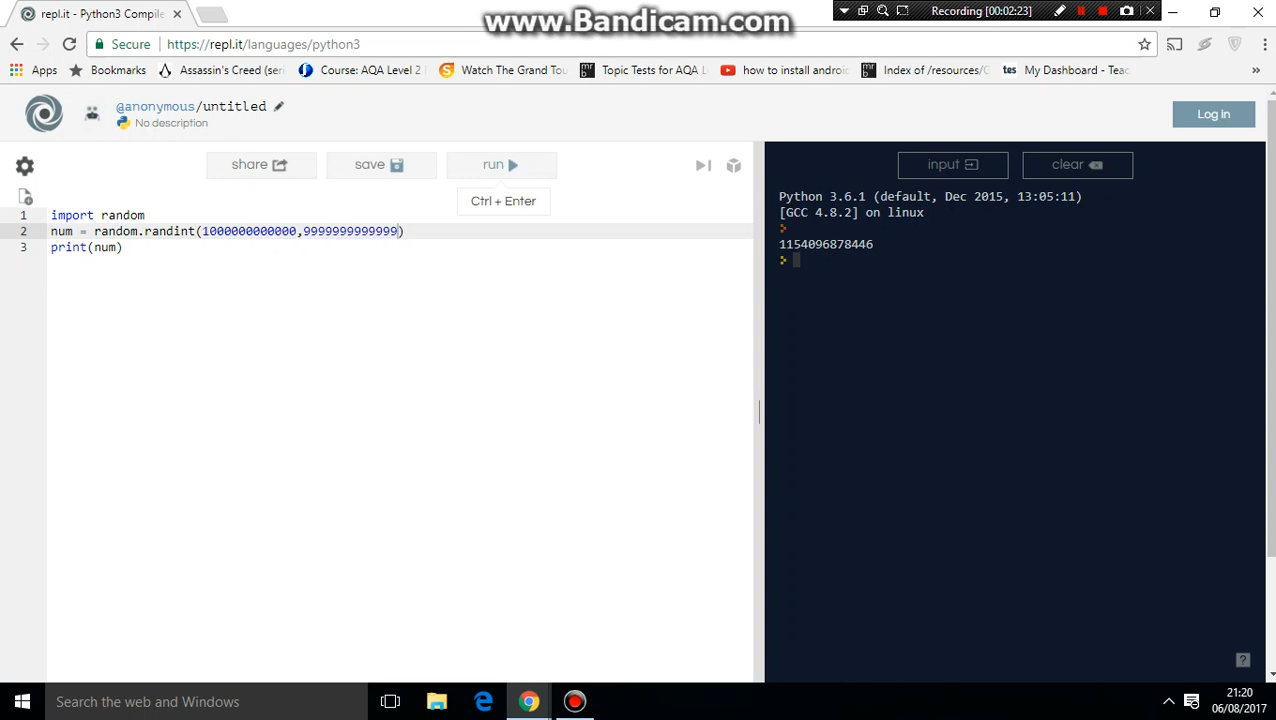 repl.it - Python3 Compile
www.Bandicam.com
Recording [00:02:23]
Secure
https://repl.it/languages/python3
Apps
Bookmarks
Assassin's Creed (seri
Course: AQA Level 2
Watch The Grand Tou
Topic Tests for AQA L
how to install androi
Index of /resources/C
tes
My Dashboard - Teac
@anonymous/untitled
No description
Log in
share
save
run
input
clear
Ctrl + Enter
1 import random
2 num = random.randint(1000000000000,9999999999999)
3 print(num)
Python 3.6.1 (default, Dec 2015, 13:05:11)
[GCC 4.8.2] on linux
1154096878446
?
Search the web and Windows
21:20
06/08/2017